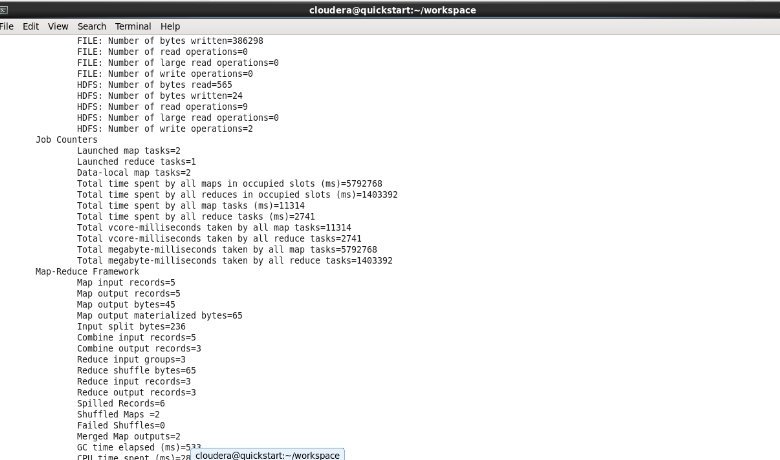 cloudera@quickstart:~/workspace
File Edit View Search Terminal Help
FILE: Number of bytes written=386298
FILE: Number of read operations=0
FILE: Number of large read operations=0
FILE: Number of write operations=0
HDFS: Number of bytes read=565
HDFS: Number of bytes written=24
HDFS: Number of read operations=9
HDFS: Number of large read operations=0
HDFS: Number of write operations=2
Job Counters
Launched map tasks=2
Launched reduce tasks=1
Data-local map tasks=2
Total time spent by all maps in occupied slots (ms)=5792768
Total time spent by all reduces in occupied slots (ms)=1403392
Total time spent by all map tasks (ms)=11314
Total time spent by all reduce tasks (ms)=2741
Total vcore-milliseconds taken by all map tasks=11314
Total vcore-milliseconds taken by all reduce tasks=2741
Total megabyte-milliseconds taken by all map tasks=5792768
Total megabyte-milliseconds taken by all reduce tasks=1403392
Map-Reduce Framework
Map input records=5
Map output records=5
Map output bytes=45
Map output materialized bytes=65
Input split bytes=236
Combine input records=5
Combine output records=3
Reduce input groups=3
Reduce shuffle bytes=65
Reduce input records=3
Reduce output records=3
Spilled Records=6
Shuffled Maps =2
Failed Shuffles=0
Merged Map outputs=2
GC time elapsed (ms)=533
CPU time spent (ms)=28
cloudera@quickstart:~/workspace